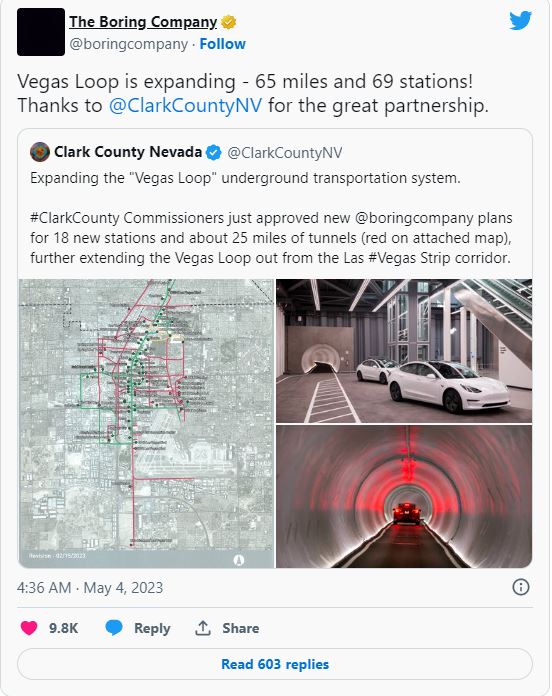 The Boring Company
@boringcompany · Follow
Vegas Loop is expanding - 65 miles and 69 stations!
Thanks to @ClarkCountyNV for the great partnership.
Clark County Nevada @ClarkCountyNV
Expanding the "Vegas Loop" underground transportation system.
#ClarkCounty Commissioners just approved new @boringcompany plans
for 18 new stations and about 25 miles of tunnels (red on attached map),
further extending the Vegas Loop out from the Las #Vegas Strip corridor.
Revision - 02/15/2023
4:36 AM · May 4, 2023
9.8K Reply Share
Read 603 replies